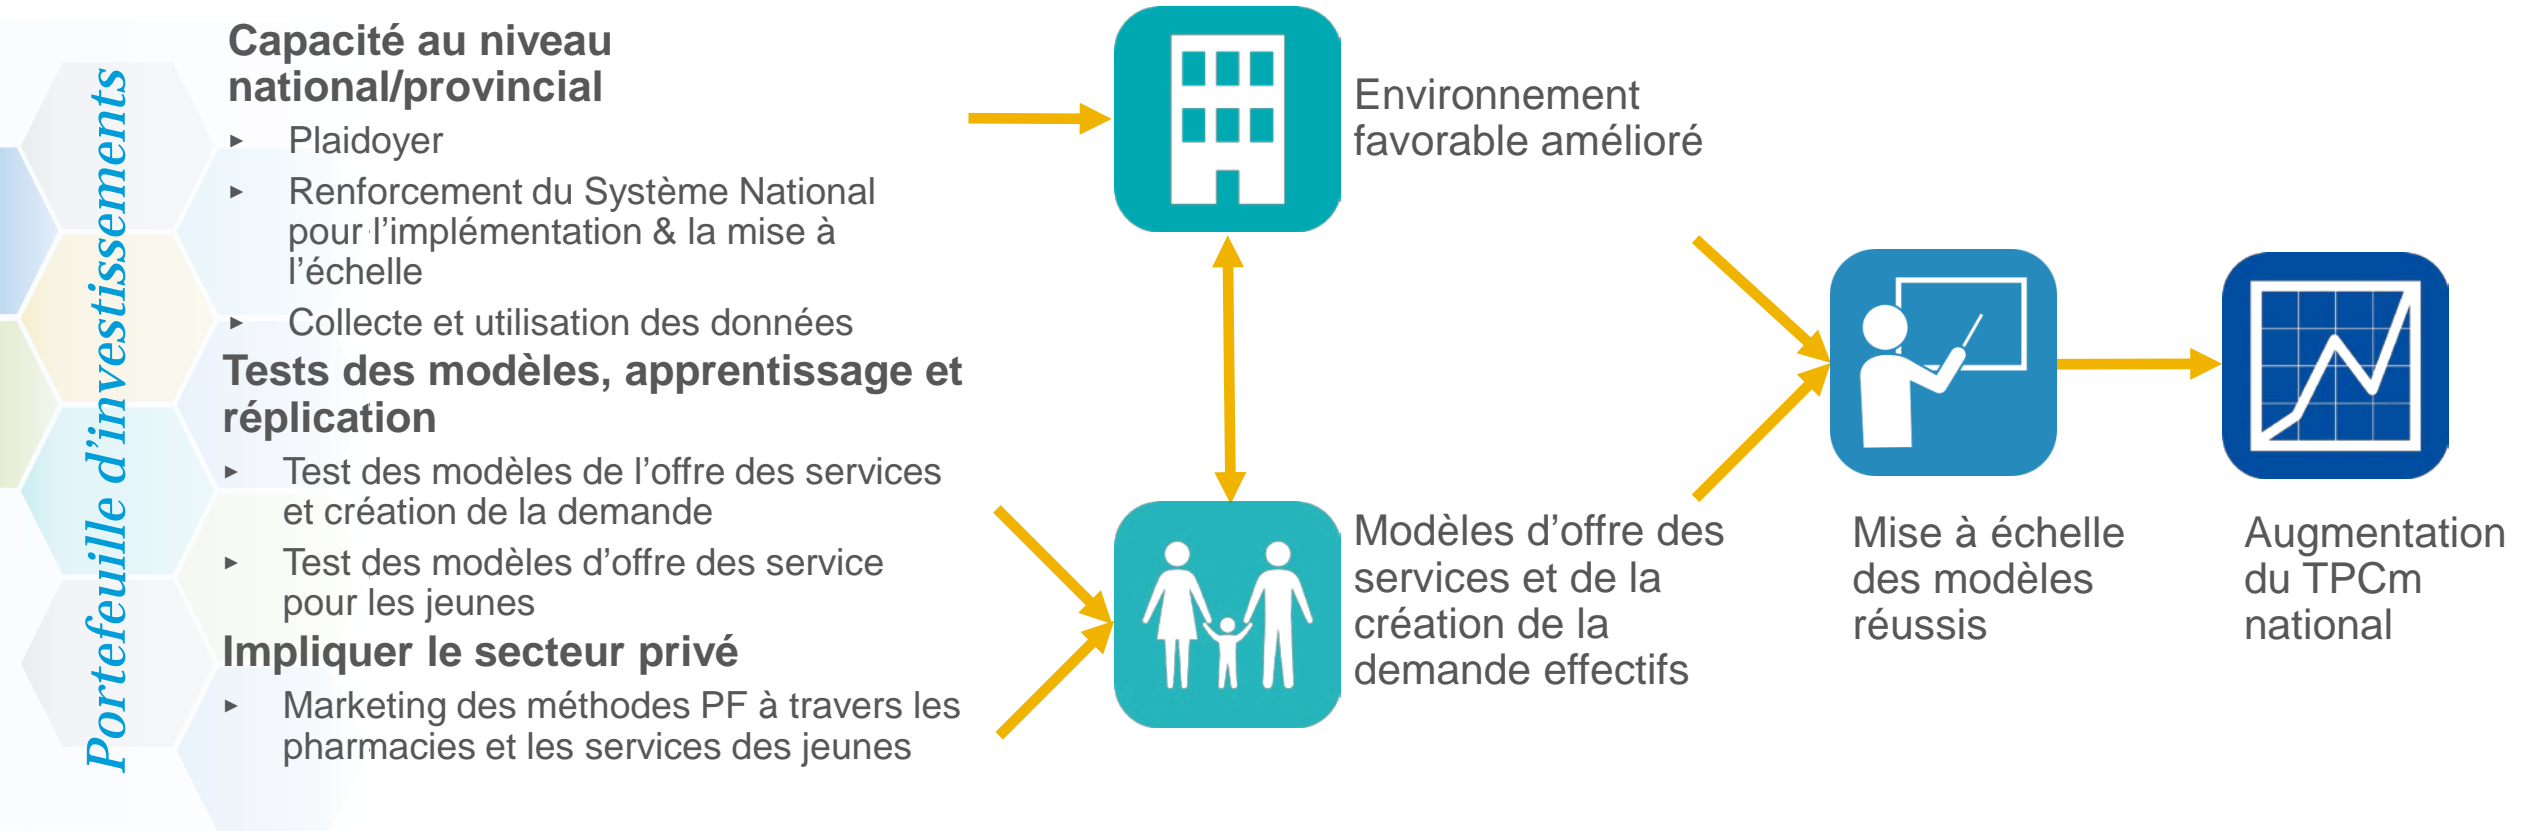 Portefeuille d’investissements
Capacité au niveau
national/provincial
► Plaidoyer
► Renforcement du Système National
pour l’implémentation & la mise à
l’échelle
► Collecte et utilisation des données
Tests des modèles, apprentissage et
réplication
► Test des modèles de l’offre des services
et création de la demande
► Test des modèles d’offre des service
pour les jeunes
Impliquer le secteur privé
► Marketing des méthodes PF à travers les
pharmacies et les services des jeunes
Environnement
favorable amélioré
Modèles d’offre des
services et de la
création de la
demande effectifs
Mise à échelle
des modèles
réussis
Augmentation
du TPCm
national